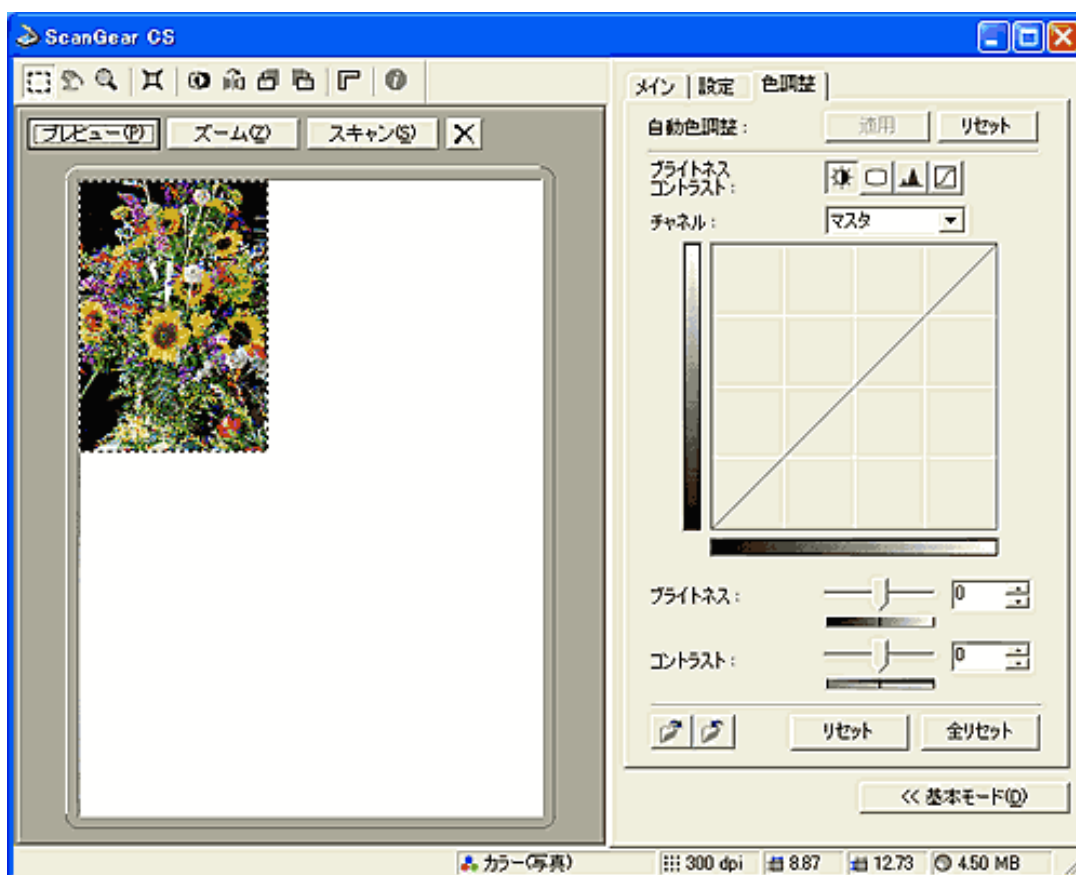 ScanGear CS
プレビュー(P) ズーム(Z) スキャン(S)
メイン 設定 色調整
自動色調整： 適用 リセット
ブライトネス
コントラスト：
チャネル： マスタ
ブライトネス： 0
コントラスト： 0
リセット 全リセット
<< 基本モード(D)
カラー(写真) 300 dpi 8.87 12.73 4.50 MB